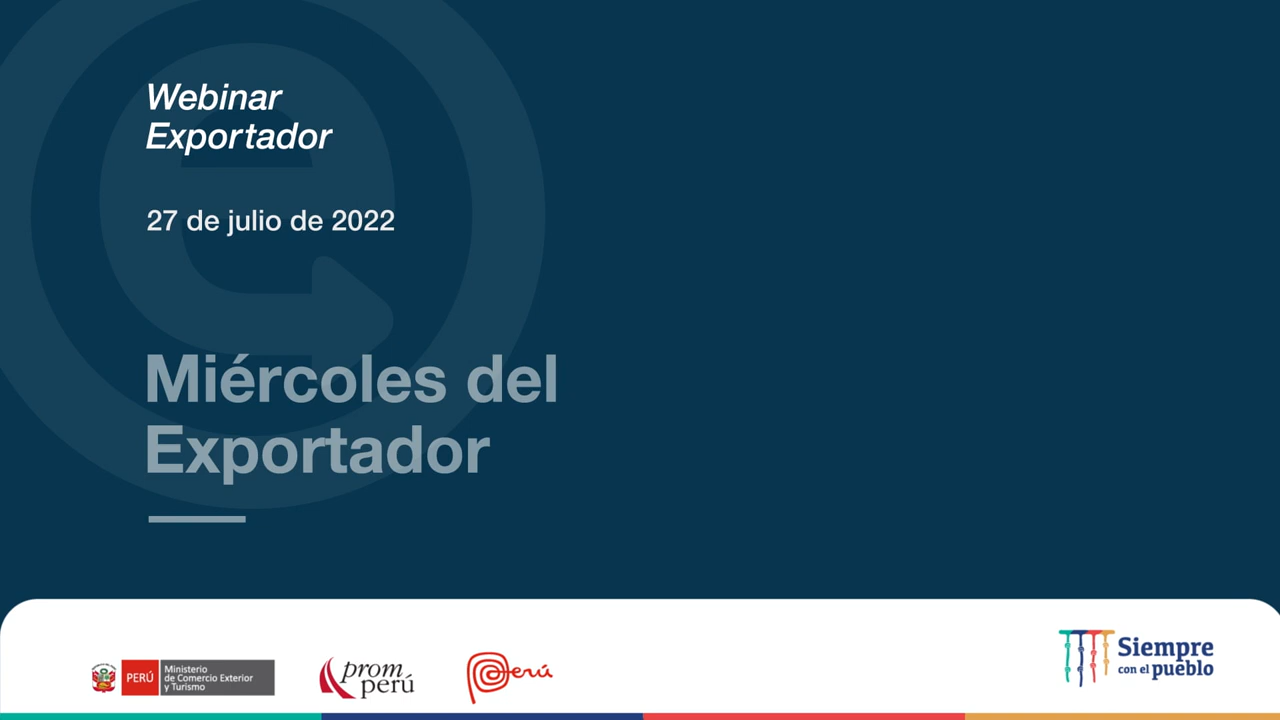 Webinar
Exportador
27 de julio de 2022
Miércoles del
Exportador
PERÚ
Ministerio
de Comercio Exterior
y Turismo
prom
perú
Perú
Siempre
con el pueblo